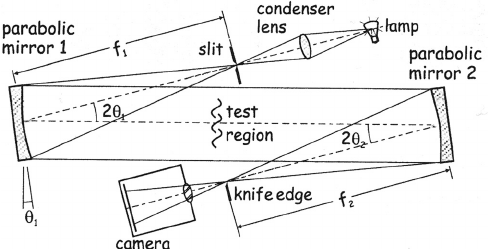 condenser
lens
lamp
parabolic
mirror 1
f₁
slit
parabolic
mirror 2
2θ₁
test
region
2θ₂
θ₁
knife edge
f₂
camera